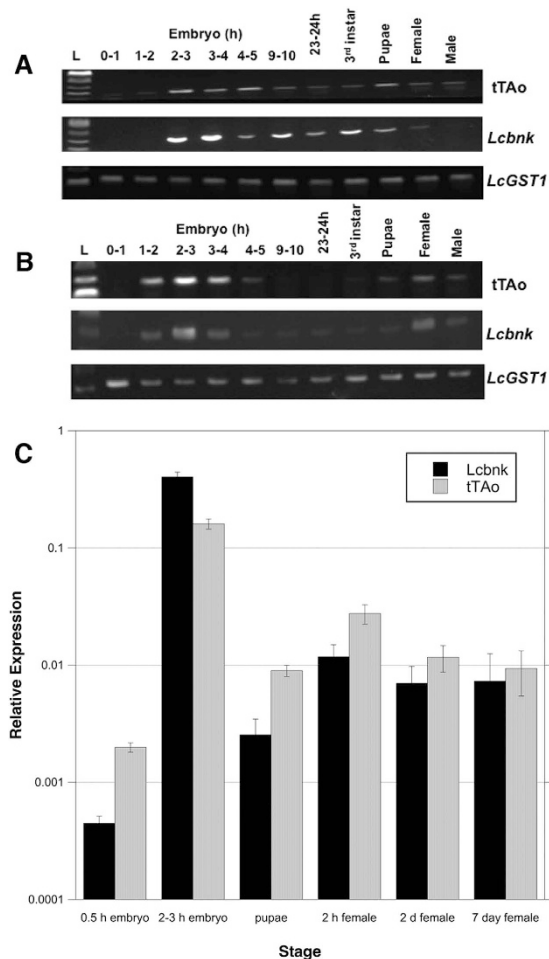 A
Embryo (h)
L 0-1 1-2 2-3 3-4 4-5 9-10 23-24h 3rd instar Pupae Female Male
tTAo
Lcbnk
LcGST1
B
Embryo (h)
L 0-1 1-2 2-3 3-4 4-5 9-10 23-24h 3rd instar Pupae Female Male
tTAo
Lcbnk
LcGST1
C
Lcbnk
tTAo
1
0.1
0.01
0.001
0.0001
Relative Expression
0.5 h embryo 2-3 h embryo pupae 2 h female 2 d female 7 day female
Stage